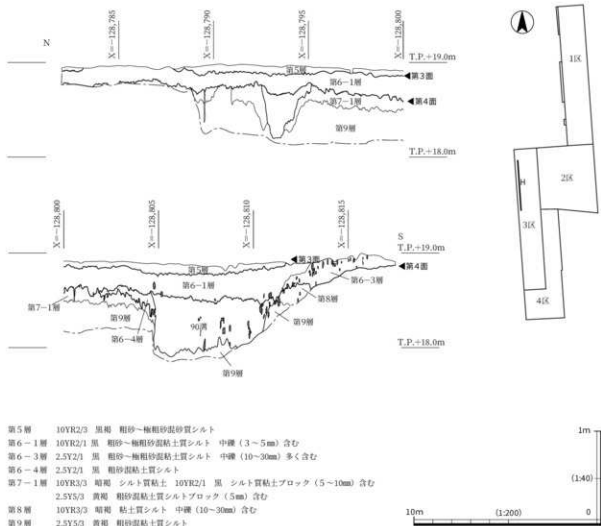 X=-128,785
X=-128,790
X=-128,795
X=-128,800
N
T.P.+19.0m
第5層
◀第3面
第6-1層
第7-1層
◀第4面
第9層
T.P.+18.0m
X=-128,800
X=-128,805
X=-128,810
X=-128,815
S
T.P.+19.0m
◀第3面
◀第4面
第5層
第6-1層
第6-3層
第8層
第7-1層
第9層
第9層
第6-4層
90溝
第9層
T.P.+18.0m
1区
2区
H
3区
4区
第5層 10YR2/3 黒褐 粗砂～極粗砂混砂質シルト
第6-1層 10YR2/1 黒 粗砂～極粗砂混粘土質シルト 中礫（3～5㎜）含む
第6-3層 2.5Y2/1 黒 粗砂～極粗砂混粘土質シルト 中礫（10～30㎜）多く含む
第6-4層 2.5Y2/1 黒 粗砂混粘土質シルト
第7-1層 10YR3/3 暗褐 シルト質粘土 10YR2/1 黒 シルト質粘土ブロック（5～10㎜）含む
2.5Y5/3 黄褐 粗砂混粘土質シルトブロック（5㎜）含む
第8層 10YR3/3 暗褐 粘土質シルト 中礫（10～30㎜）含む
第9層 2.5Y5/3 黄褐 粗砂混粘土質シルト
1m
(1:40)
10m (1:200) 0